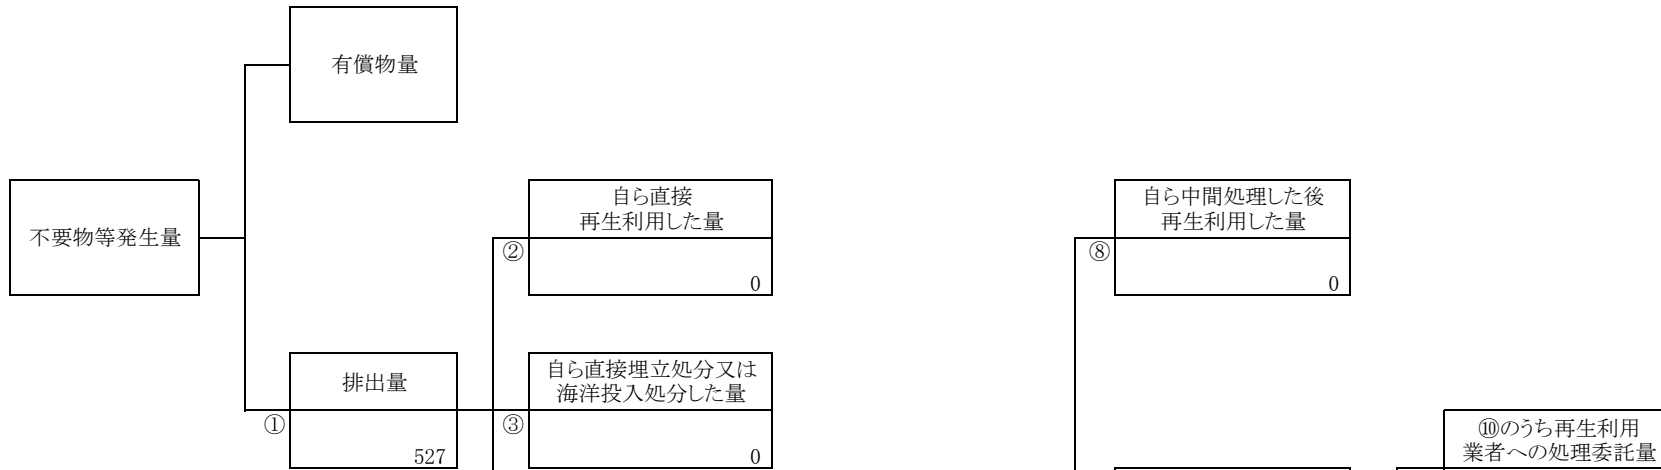 有償物量
不要物等発生量
自ら直接
再生利用した量
②
0
自ら中間処理した後
再生利用した量
⑧
0
排出量
①
527
自ら直接埋立処分又は
海洋投入処分した量
③
0
⑩のうち再生利用
業者への処理委託量